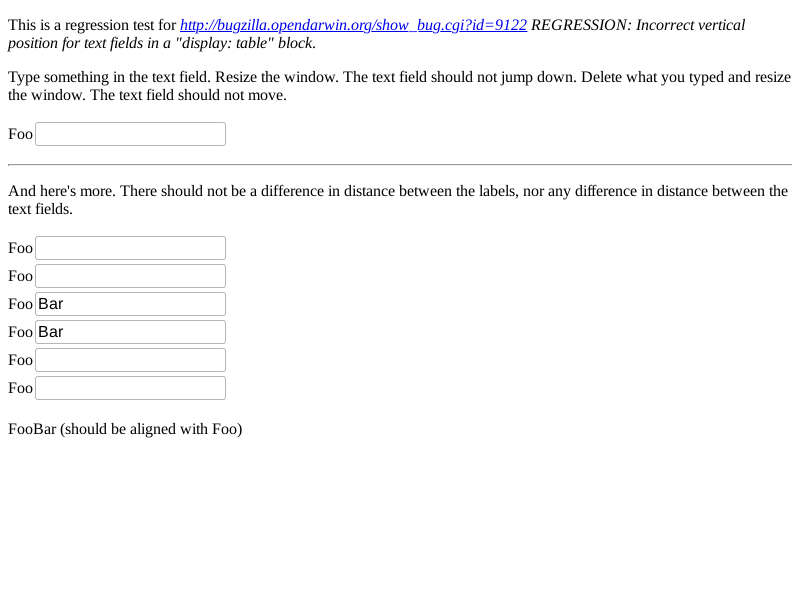 This is a regression test for http://bugzilla.opendarwin.org/show_bug.cgi?id=9122 REGRESSION: Incorrect vertical
position for text fields in a "display: table" block.
Type something in the text field. Resize the window. The text field should not jump down. Delete what you typed and resize
the window. The text field should not move.
Foo
And here's more. There should not be a difference in distance between the labels, nor any difference in distance between the
text fields.
Foo
Foo
Foo Bar
Foo Bar
Foo
Foo
FooBar (should be aligned with Foo)